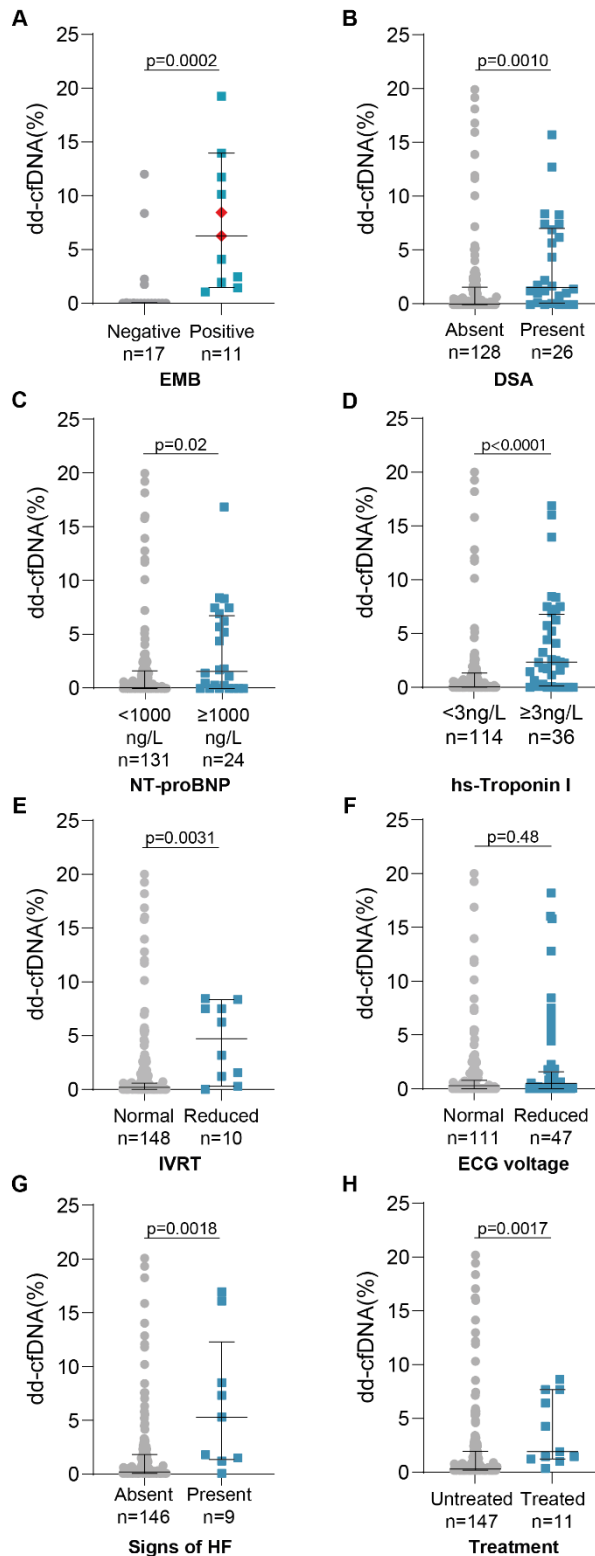 A
dd-cfDNA(%)
25
20
15
10
5
0
p=0.0002
Negative Positive
n=17 n=11
EMB
B
dd-cfDNA(%)
25
20
15
10
5
0
p=0.0010
Absent Present
n=128 n=26
DSA
C
dd-cfDNA(%)
25
20
15
10
5
0
p=0.02
<1000 ≥1000
ng/L ng/L
n=131 n=24
NT-proBNP
D
dd-cfDNA(%)
25
20
15
10
5
0
p<0.0001
<3ng/L ≥3ng/L
n=114 n=36
hs-Troponin I
E
dd-cfDNA(%)
25
20
15
10
5
0
p=0.0031
Normal Reduced
n=148 n=10
IVRT
F
dd-cfDNA(%)
25
20
15
10
5
0
p=0.48
Normal Reduced
n=111 n=47
ECG voltage
G
dd-cfDNA(%)
25
20
15
10
5
0
p=0.0018
Absent Present
n=146 n=9
Signs of HF
H
dd-cfDNA(%)
25
20
15
10
5
0
p=0.0017
Untreated Treated
n=147 n=11
Treatment